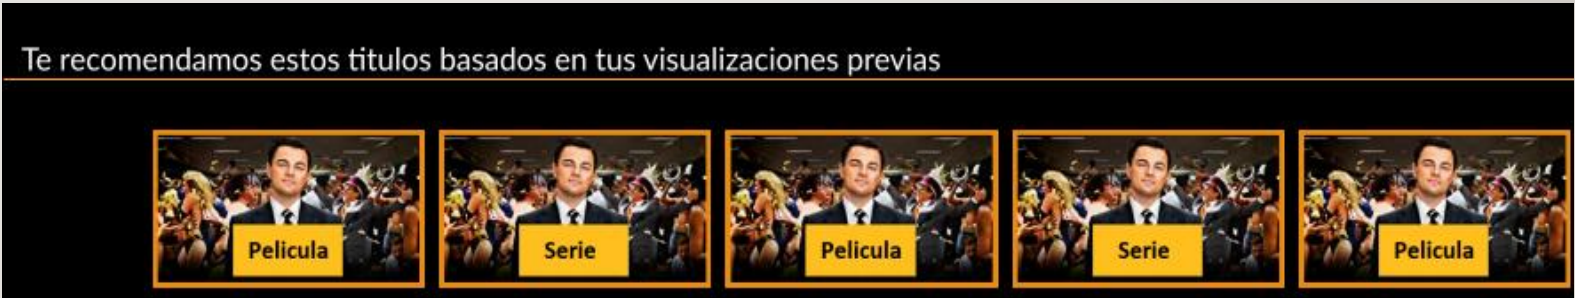 Te recomendamos estos titulos basados en tus visualizaciones previas
Pelicula
Serie
Pelicula
Serie
Pelicula